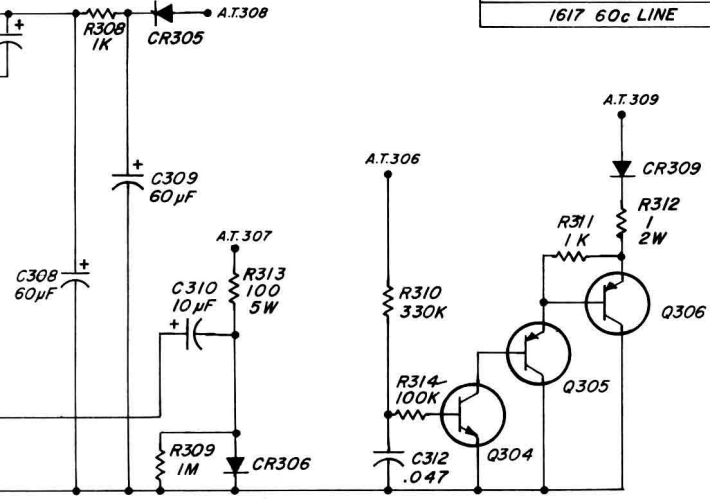 1617 60c LINE
+
R308
1K
CR305
A.T.308
A.T.309
A.T.306
CR309
+
C309
60µF
R312
1
2W
R311
1K
A.T.307
C308
60µF
+
C310
10µF
+
R313
100
5W
R310
330K
Q306
Q305
R314
100K
Q304
R309
1M
CR306
C312
.047